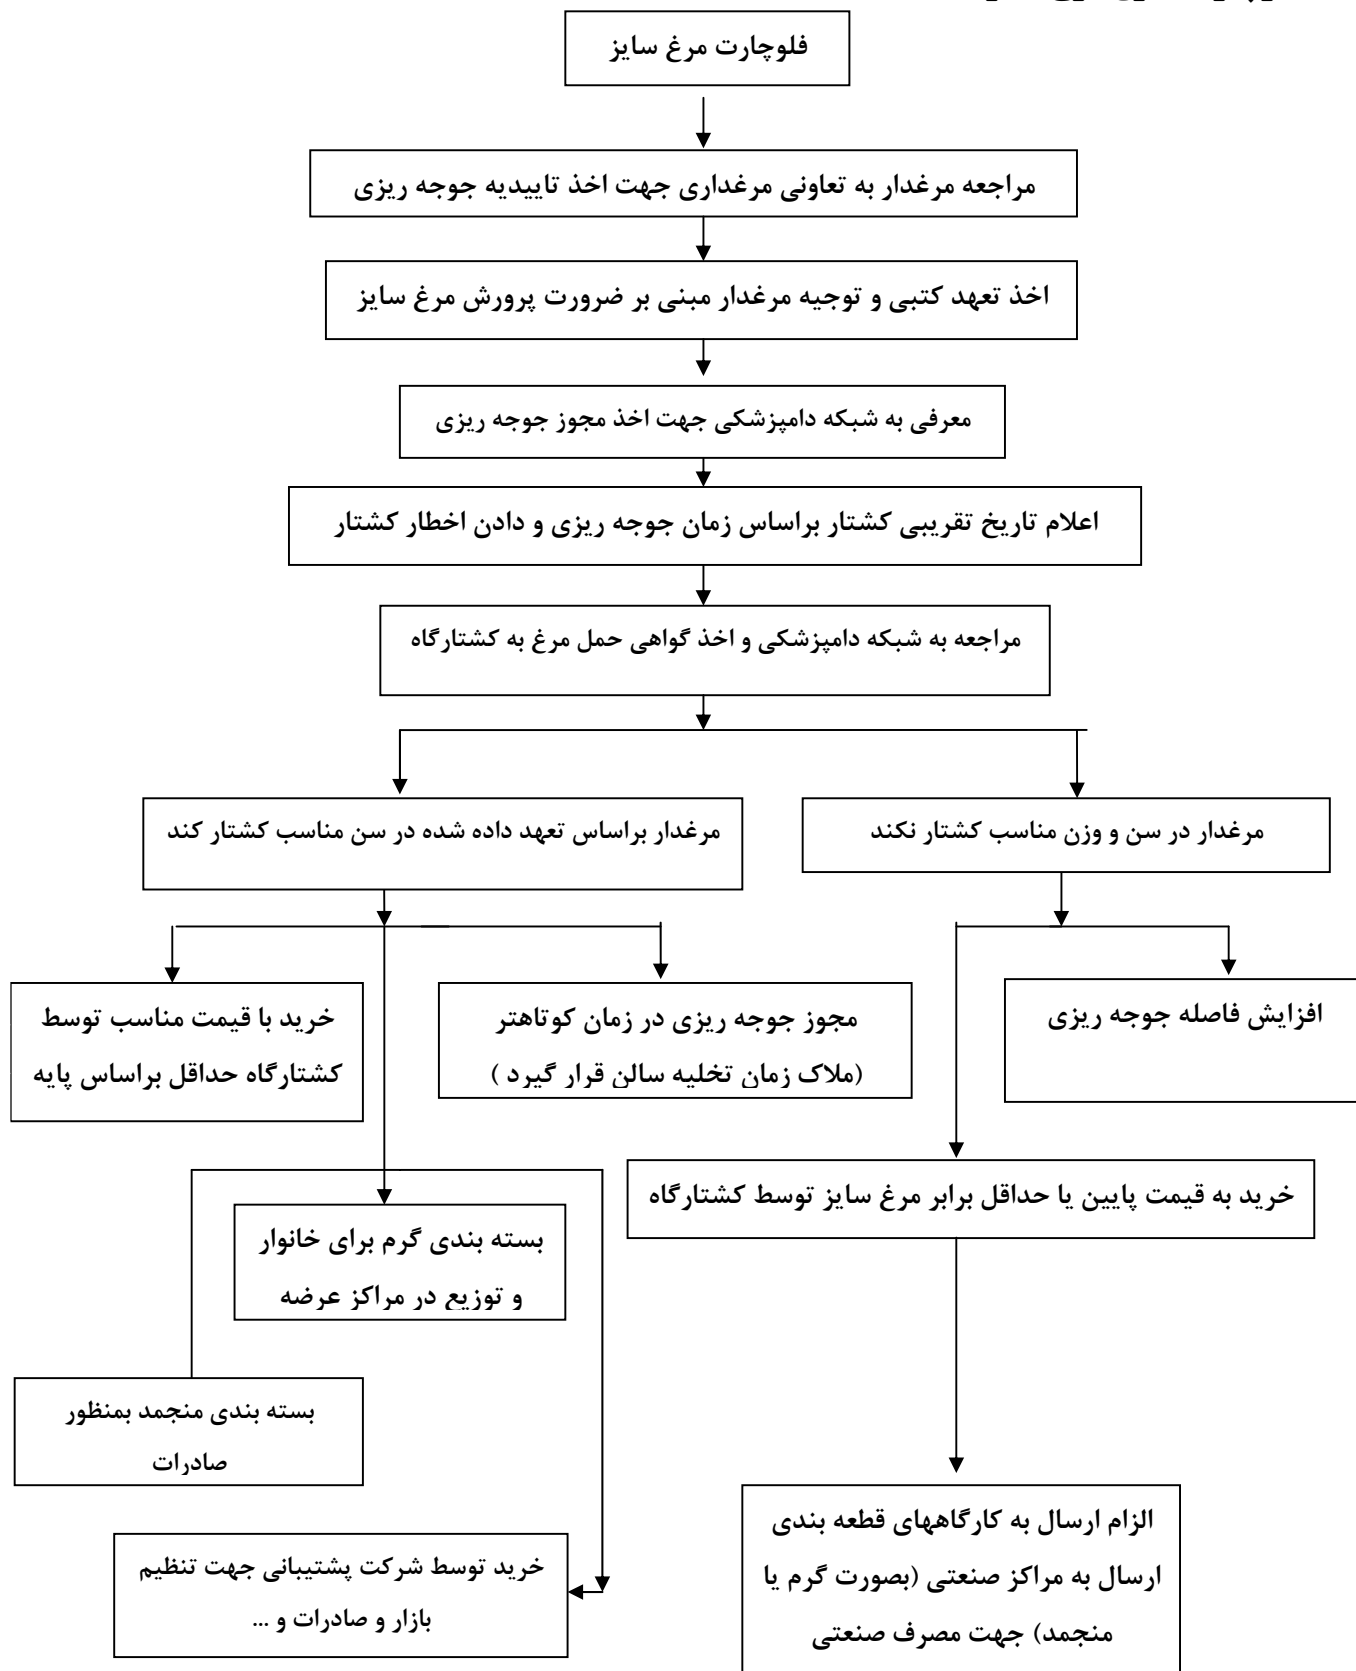 فلوچارت مرغ سایز
مراجعه مرغدار به تعاونی مرغداری جهت اخذ تاییدیه جوجه ریزی
اخذ تعهد کتبی و توجیه مرغدار مبنی بر ضرورت پرورش مرغ سایز
معرفی به شبکه دامپزشکی جهت اخذ مجوز جوجه ریزی
اعلام تاریخ تقریبی کشتار براساس زمان جوجه ریزی و دادن اخطار کشتار
مراجعه به شبکه دامپزشکی و اخذ گواهی حمل مرغ به کشتارگاه
مرغدار در سن و وزن مناسب کشتار نکند
مرغدار براساس تعهد داده شده در سن مناسب کشتار کند
افزایش فاصله جوجه ریزی
مجوز جوجه ریزی در زمان کوتاهتر
(ملاک زمان تخلیه سالن قرار گیرد )
خرید با قیمت مناسب توسط
کشتارگاه حداقل براساس پایه
خرید به قیمت پایین یا حداقل برابر مرغ سایز توسط کشتارگاه
بسته بندی گرم برای خانوار
و توزیع در مراکز عرضه
بسته بندی منجمد بمنظور
صادرات
الزام ارسال به کارگاههای قطعه بندی
ارسال به مراکز صنعتی (بصورت گرم یا
منجمد) جهت مصرف صنعتی
خرید توسط شرکت پشتیبانی جهت تنظیم
بازار و صادرات و ...